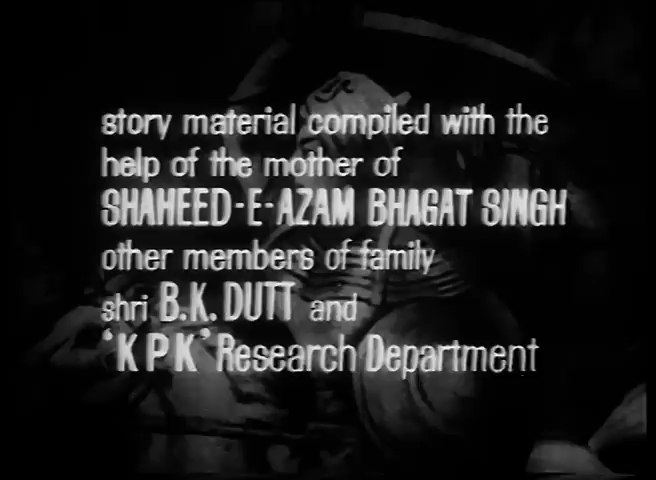 story material compiled with the
help of the mother of
SHAHEED-E-AZAM BHAGAT SINGH
other members of family
shri B.K. DUTT and
'KPK' Research Department